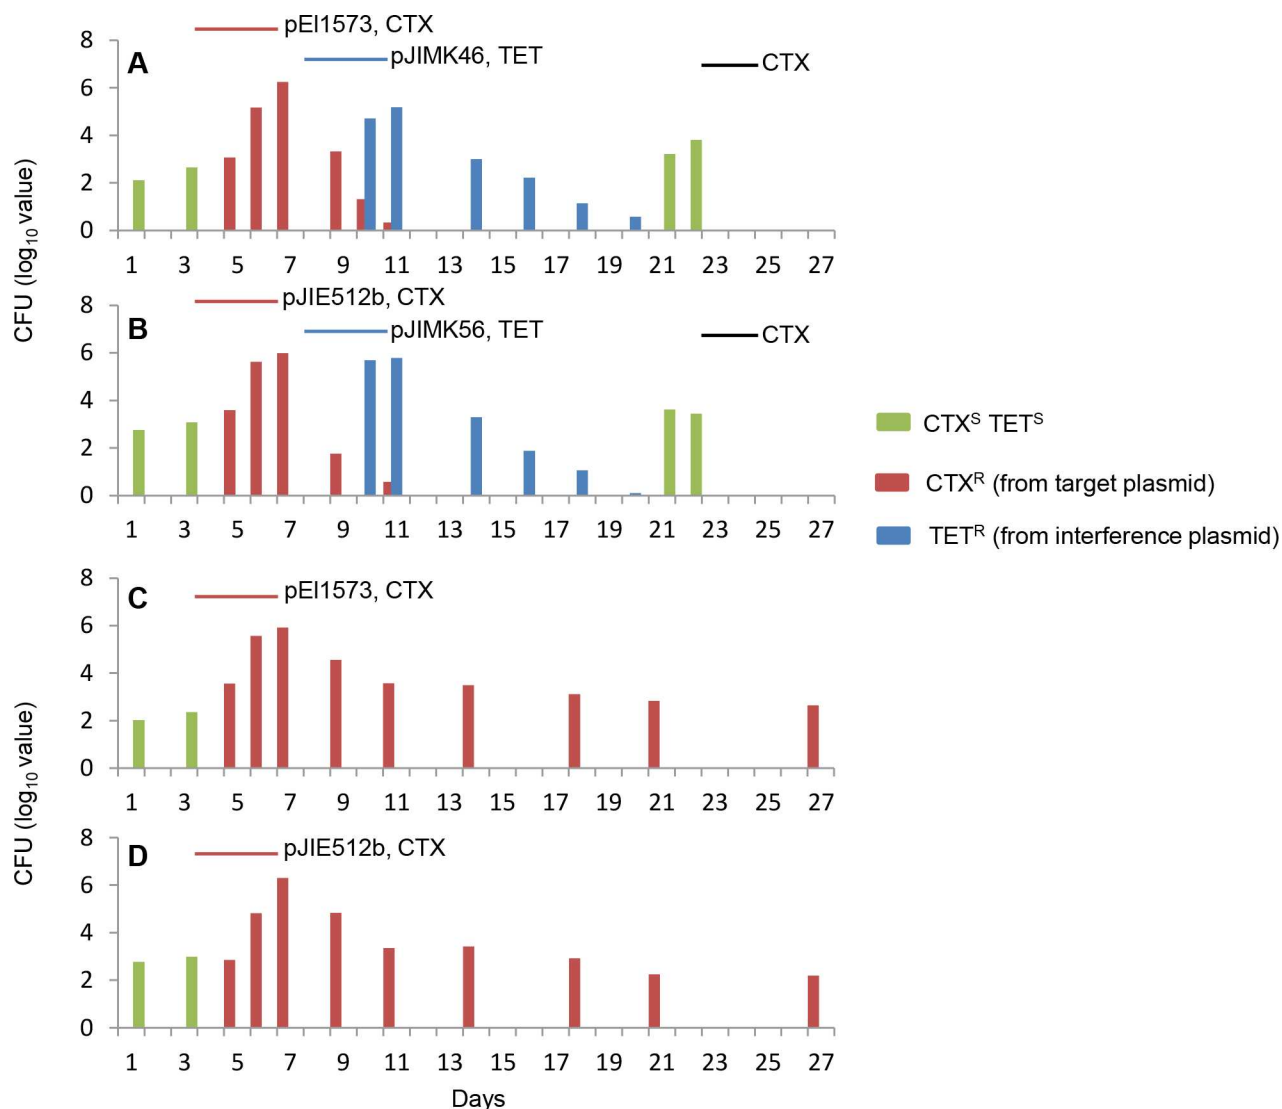 pEl1573, CTX
A
pJIMK46, TET
CTX
8
6
4
2
0
1 3 5 7 9 11 13 15 17 19 21 23 25 27
CFU (log10 value)
pJIE512b, CTX
B
pJIMK56, TET
CTX
8
6
4
2
0
1 3 5 7 9 11 13 15 17 19 21 23 25 27
CTXS TETS
CTXR (from target plasmid)
TETR (from interference plasmid)
C
pEl1573, CTX
8
6
4
2
0
1 3 5 7 9 11 13 15 17 19 21 23 25 27
CFU (log10 value)
D
pJIE512b, CTX
8
6
4
2
0
1 3 5 7 9 11 13 15 17 19 21 23 25 27
Days